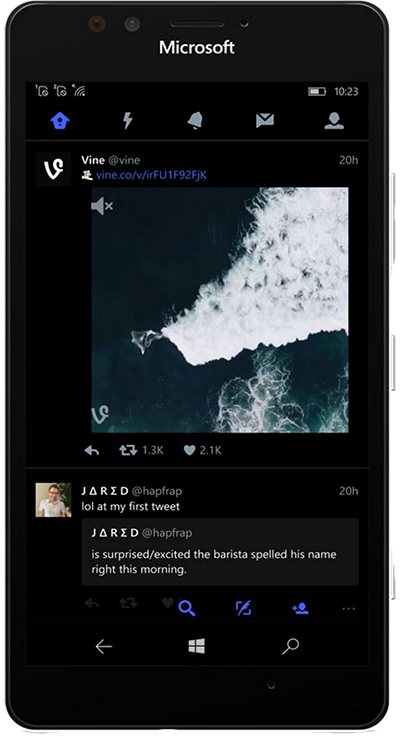 Microsoft
10:23
Vine @vine
20h
vine.co/v/irFU1F92FjK
1.3K
2.1K
J Δ R Σ D @hapfrap
20h
lol at my first tweet
J Δ R Σ D @hapfrap
is surprised/excited the barista spelled his name
right this morning.